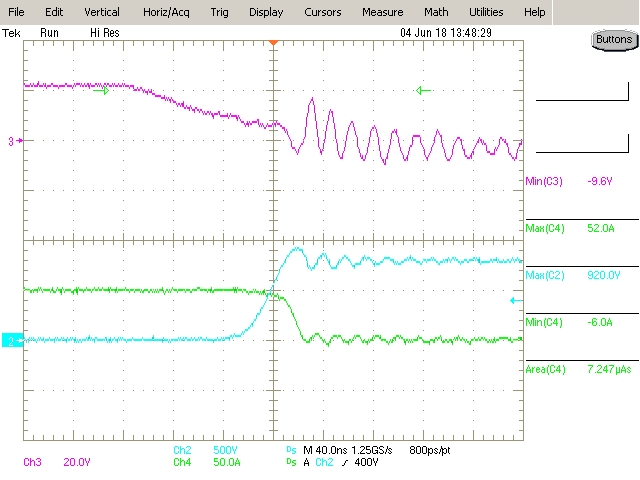 File Edit Vertical Horiz/Acq Trig Display Cursors Measure Math Utilities Help
Tek Run Hi Res 04 Jun 18 13:48:29
Buttons
3
Min(C3) -9.6V
Max(C4) 52.0A
Max(C2) 920.0V
2
Min(C4) -6.0A
Area(C4) 7.247µAs
Ch2 500V Ds M 40.0ns 1.25GS/s 800ps/pt
Ch3 20.0V Ch4 50.0A Ds A Ch2 / 400V